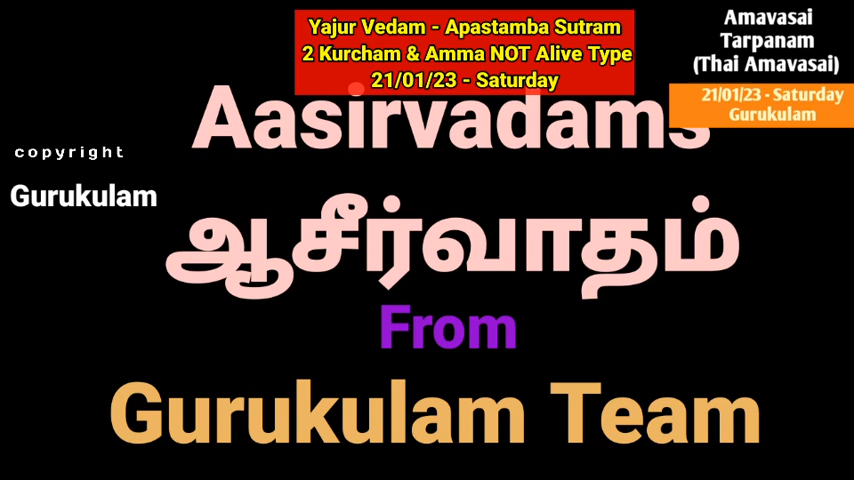 Yajur Vedam - Apastamba Sutram
2 Kurcham & Amma NOT Alive Type
21/01/23 - Saturday
Amavasai
Tarpanam
(Thai Amavasai)
21/01/23 - Saturday
Gurukulam
Aasirvadams
copyright
Gurukulam
ஆசீர்வாதம்
From
Gurukulam Team